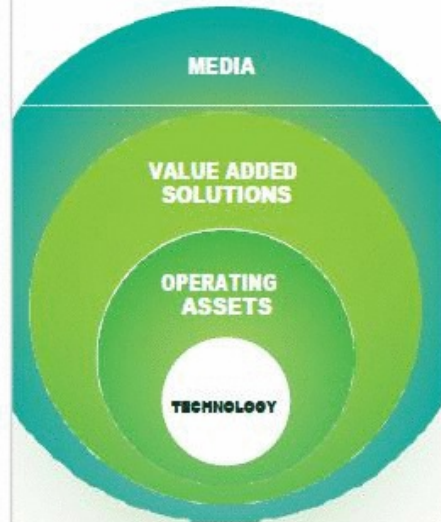 MEDIA
VALUE ADDED
SOLUTIONS
OPERATING
ASSETS
TECHNOLOGY